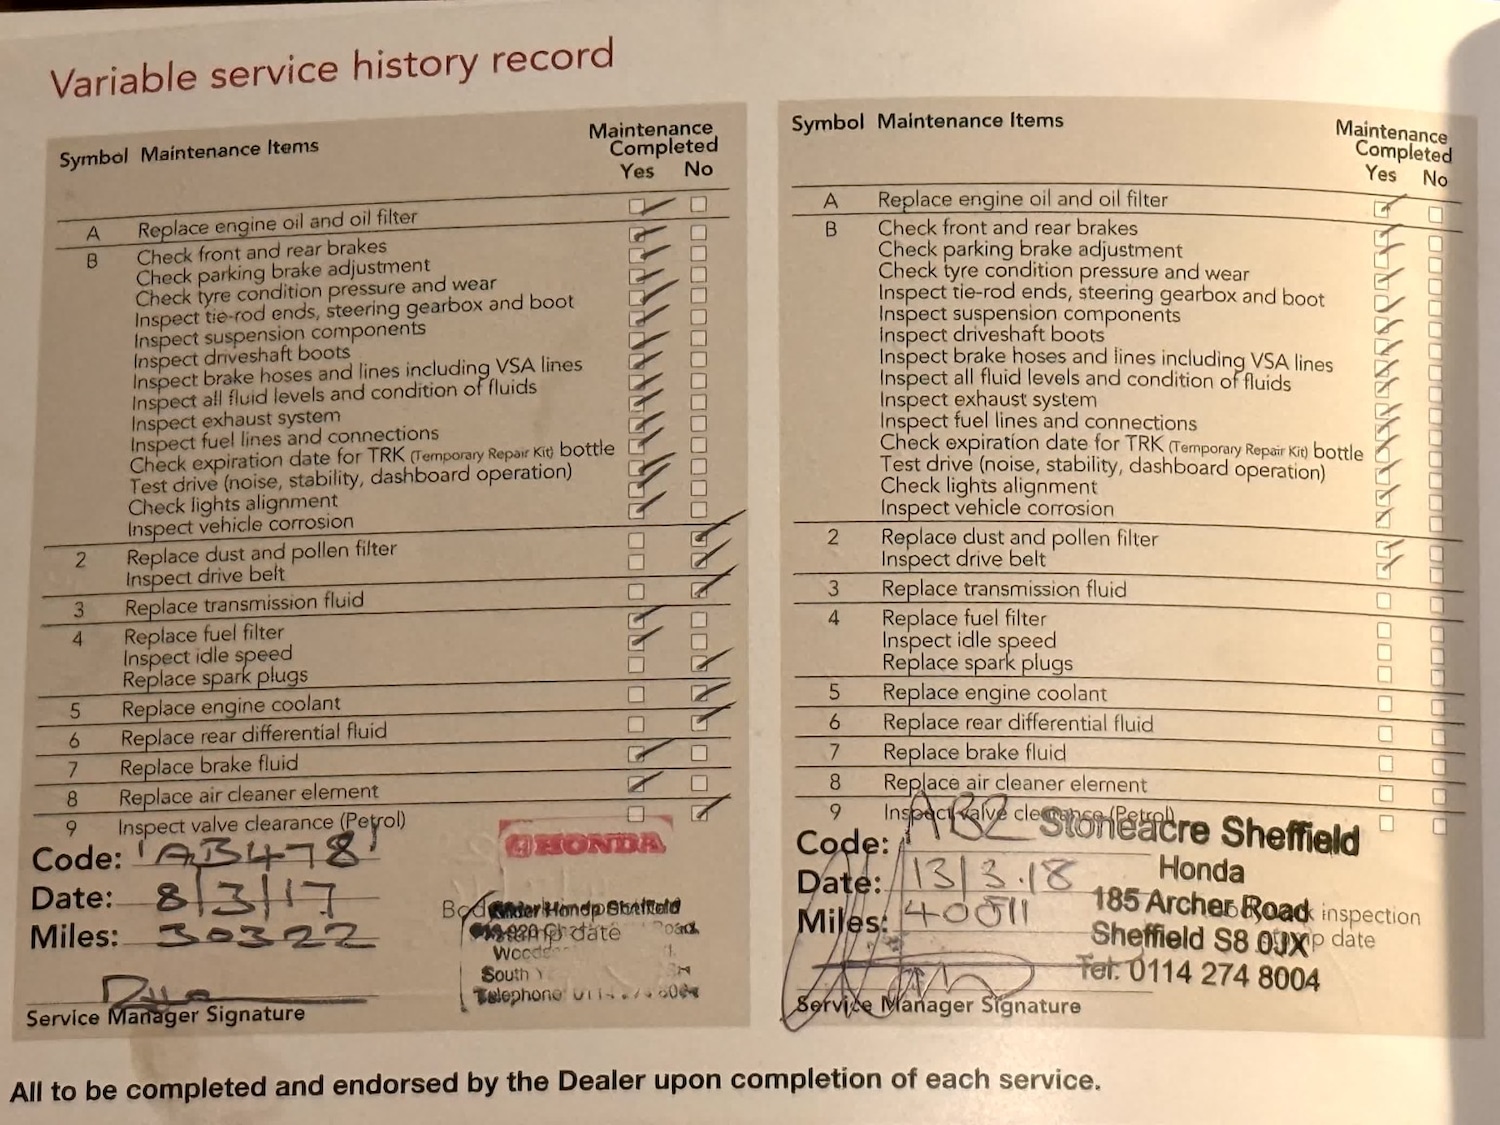 Variable service history record
Symbol Maintenance Items Maintenance Completed
Yes No
A Replace engine oil and oil filter
B Check front and rear brakes
Check parking brake adjustment
Check tyre condition pressure and wear
Inspect tie-rod ends, steering gearbox and boot
Inspect suspension components
Inspect driveshaft boots
Inspect brake hoses and lines including VSA lines
Inspect all fluid levels and condition of fluids
Inspect exhaust system
Inspect fuel lines and connections
Check expiration date for TRK (Temporary Repair Kit) bottle
Test drive (noise, stability, dashboard operation)
Check lights alignment
Inspect vehicle corrosion
2 Replace dust and pollen filter
Inspect drive belt
3 Replace transmission fluid
4 Replace fuel filter
Inspect idle speed
Replace spark plugs
5 Replace engine coolant
6 Replace rear differential fluid
7 Replace brake fluid
8 Replace air cleaner element
9 Inspect valve clearance (Petrol)
Code: 'AB478'
Date: 8/3/17
Miles: 30322
Service Manager Signature
HONDA
Honda Sheffield
date
South
Telephone
Symbol Maintenance Items Maintenance Completed
Yes No
A Replace engine oil and oil filter
B Check front and rear brakes
Check parking brake adjustment
Check tyre condition pressure and wear
Inspect tie-rod ends, steering gearbox and boot
Inspect suspension components
Inspect driveshaft boots
Inspect brake hoses and lines including VSA lines
Inspect all fluid levels and condition of fluids
Inspect exhaust system
Inspect fuel lines and connections
Check expiration date for TRK (Temporary Repair Kit) bottle
Test drive (noise, stability, dashboard operation)
Check lights alignment
Inspect vehicle corrosion
2 Replace dust and pollen filter
Inspect drive belt
3 Replace transmission fluid
4 Replace fuel filter
Inspect idle speed
Replace spark plugs
5 Replace engine coolant
6 Replace rear differential fluid
7 Replace brake fluid
8 Replace air cleaner element
9 Inspect valve clearance (Petrol)
Code: AB2
Date: 13/3.18
Miles: 40011
Service Manager Signature
Stoneacre Sheffield
Honda
185 Archer Road
Sheffield S8 0JX
Tel: 0114 274 8004
inspection
date
All to be completed and endorsed by the Dealer upon completion of each service.